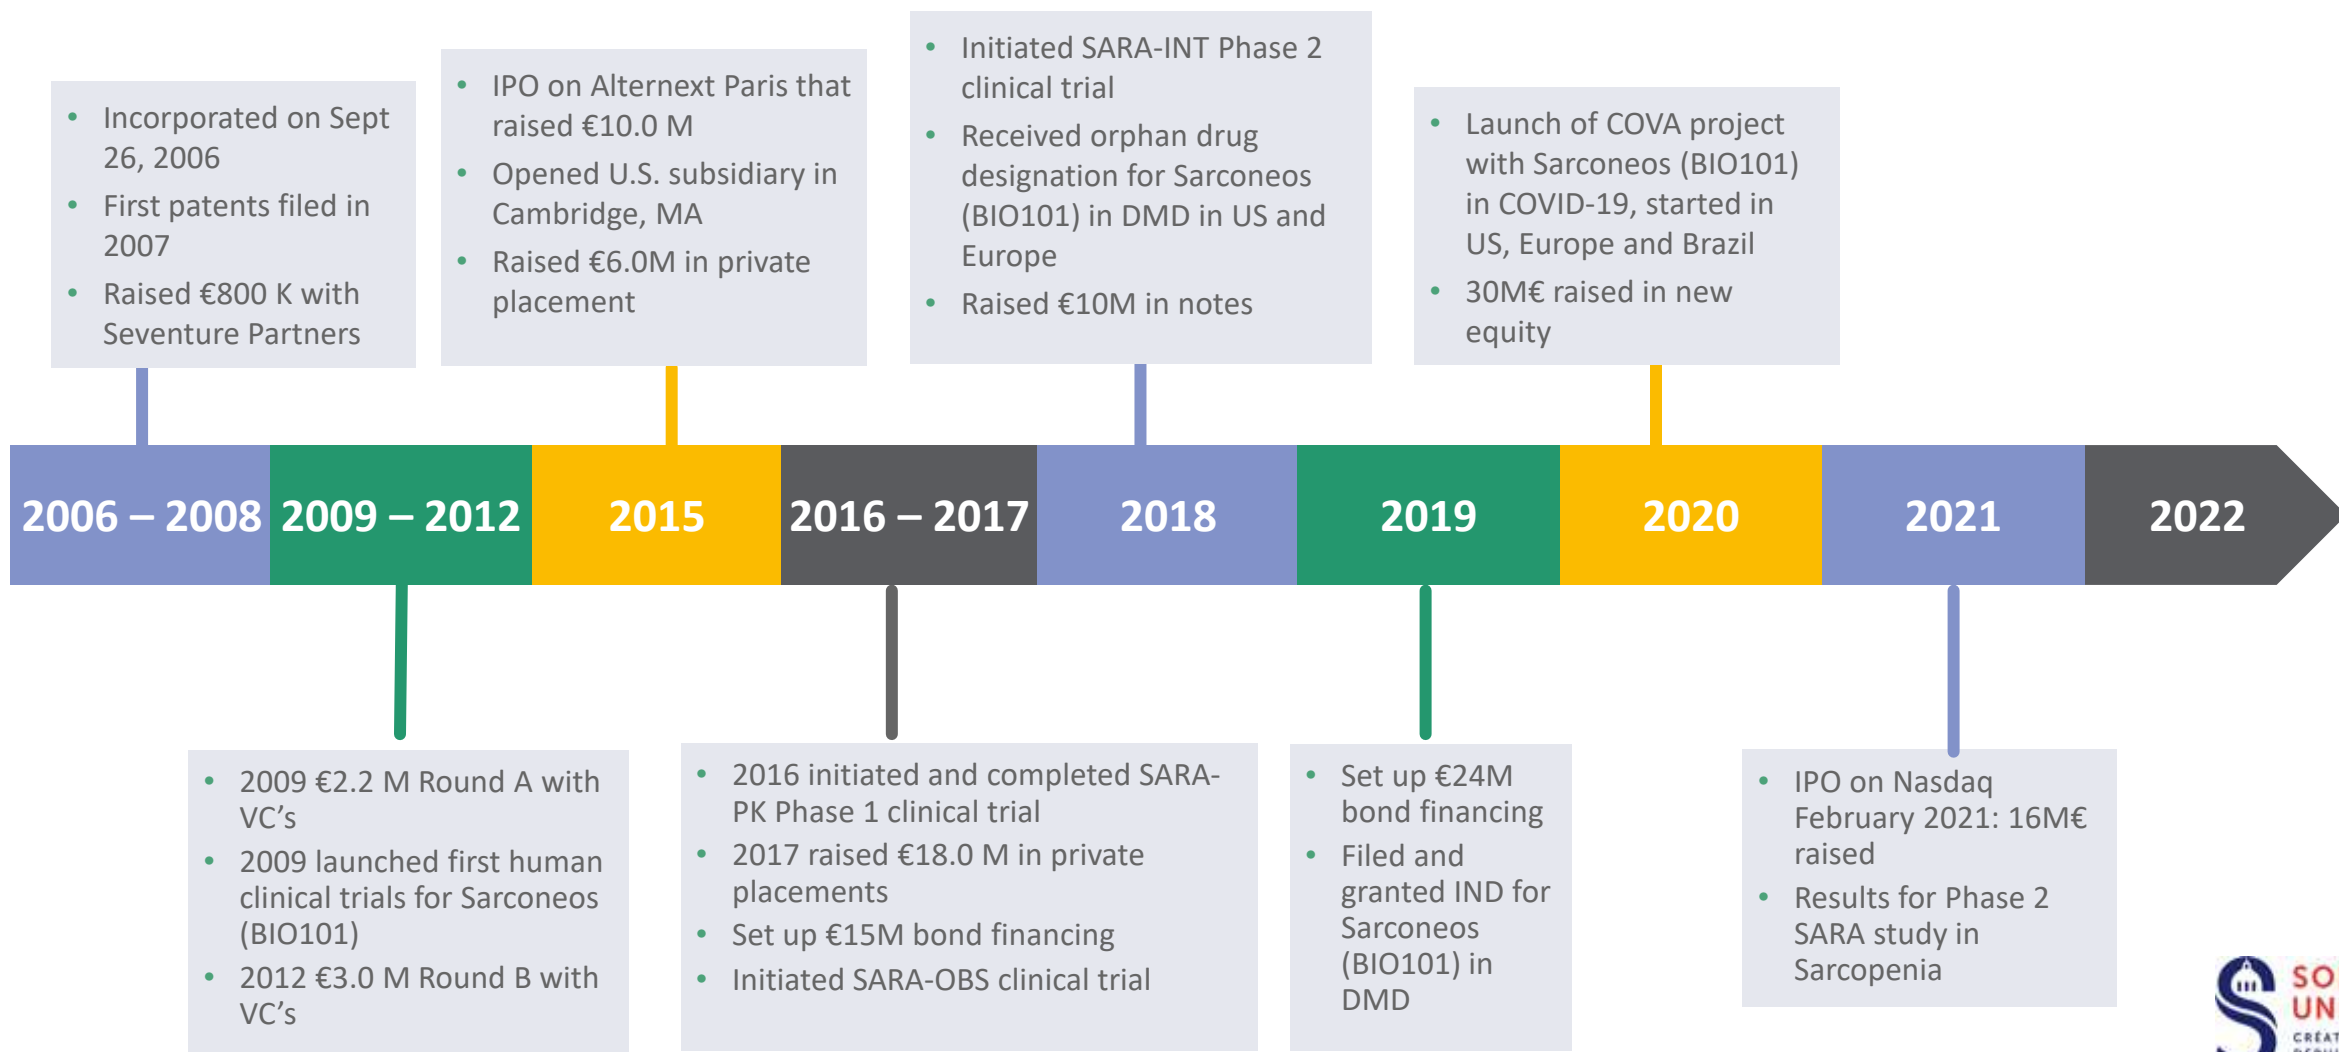 • Incorporated on Sept
26, 2006
• First patents filed in
2007
• Raised €800 K with
Seventure Partners
• IPO on Alternext Paris that
raised €10.0 M
• Opened U.S. subsidiary in
Cambridge, MA
• Raised €6.0M in private
placement
• Initiated SARA-INT Phase 2
clinical trial
• Received orphan drug
designation for Sarconeos
(BIO101) in DMD in US and
Europe
• Raised €10M in notes
• Launch of COVA project
with Sarconeos (BIO101)
in COVID-19, started in
US, Europe and Brazil
• 30M€ raised in new
equity
2006 – 2008
2009 – 2012
2015
2016 – 2017
2018
2019
2020
2021
2022
• 2009 €2.2 M Round A with
VC’s
• 2009 launched first human
clinical trials for Sarconeos
(BIO101)
• 2012 €3.0 M Round B with
VC’s
• 2016 initiated and completed SARA-
PK Phase 1 clinical trial
• 2017 raised €18.0 M in private
placements
• Set up €15M bond financing
• Initiated SARA-OBS clinical trial
• Set up €24M
bond financing
• Filed and
granted IND for
Sarconeos
(BIO101) in
DMD
• IPO on Nasdaq
February 2021: 16M€
raised
• Results for Phase 2
SARA study in
Sarcopenia
SO
UN